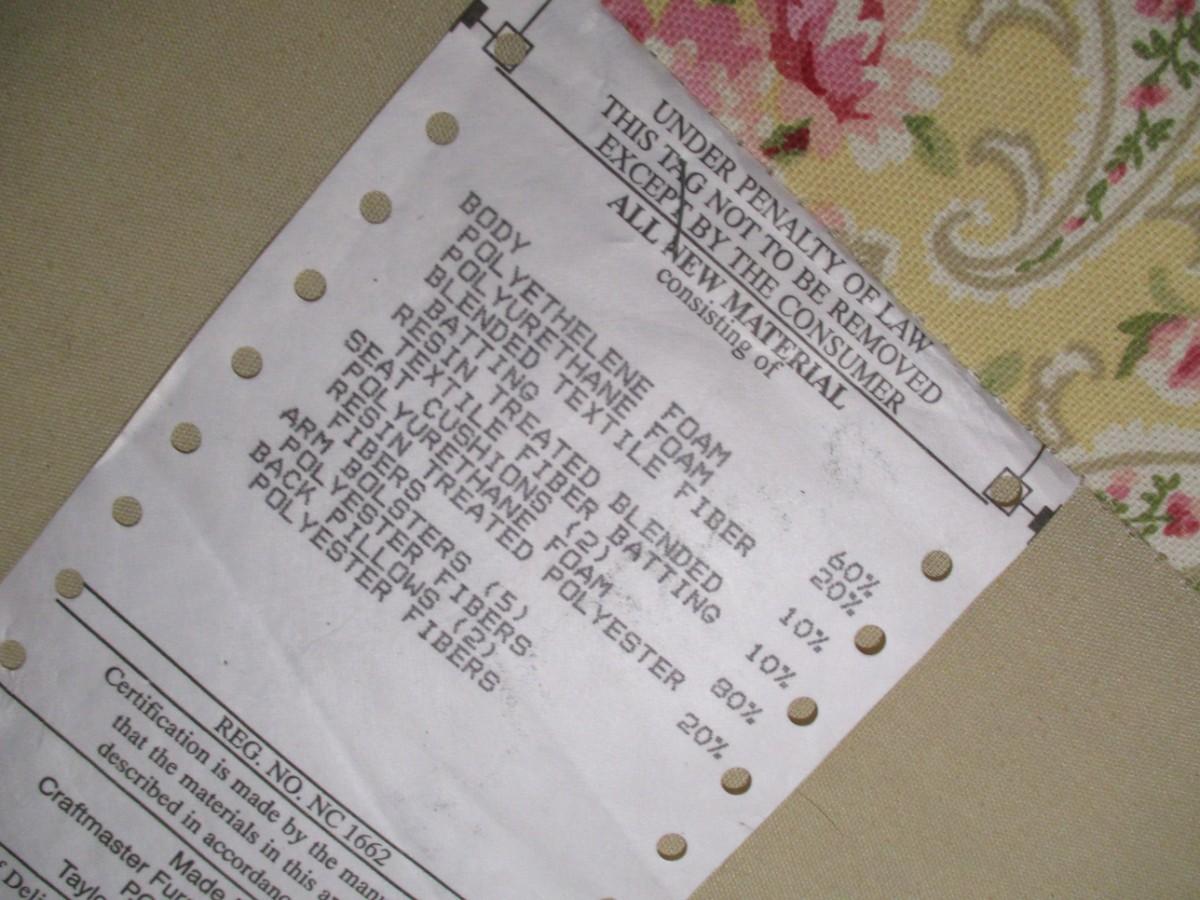 UNDER PENALTY OF LAW
THIS TAG NOT TO BE REMOVED
EXCEPT BY THE CONSUMER
ALL NEW MATERIAL
consisting of
BODY
POLYETHELENE FOAM 60%
POLYURETHANE FOAM 20%
BLENDED TEXTILE FIBER
BATTING 10%
RESIN TREATED BLENDED
TEXTILE FIBER BATTING 10%
SEAT CUSHIONS (2)
POLYURETHANE FOAM 80%
RESIN TREATED POLYESTER
FIBERS 20%
ARM BOLSTERS (5)
POLYESTER FIBERS
BACK PILLOWS (2)
POLYESTER FIBERS
REG. NO. NC 1662
Certification is made by the
that the materials in this
described in
Craftmaster
Made